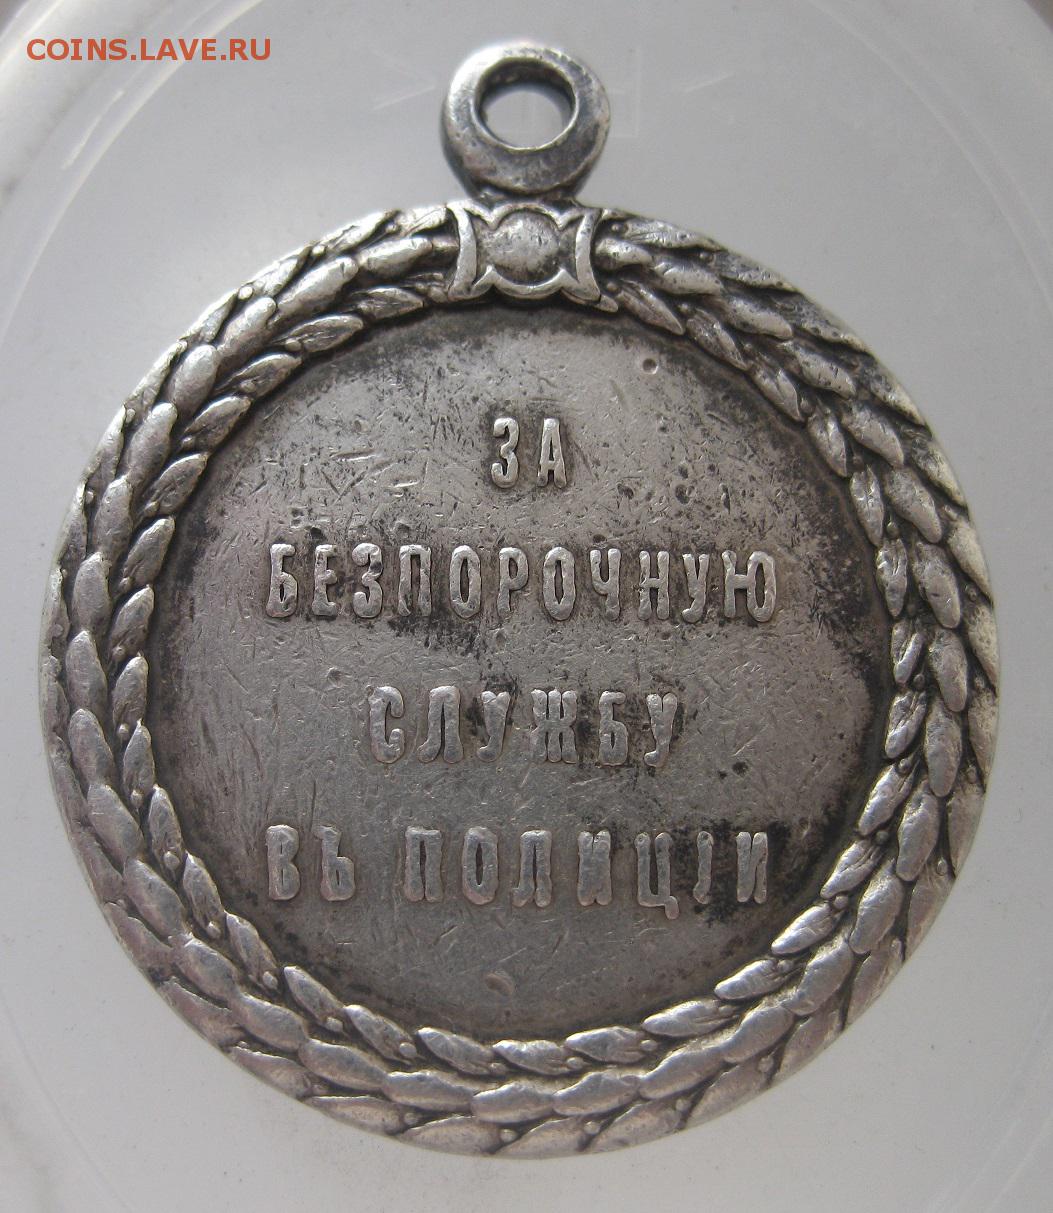 COINS.LAVE.RU
ЗА
БЕЗПОРОЧНУЮ
СЛУЖБУ
ВЪ ПОЛИЦІИ